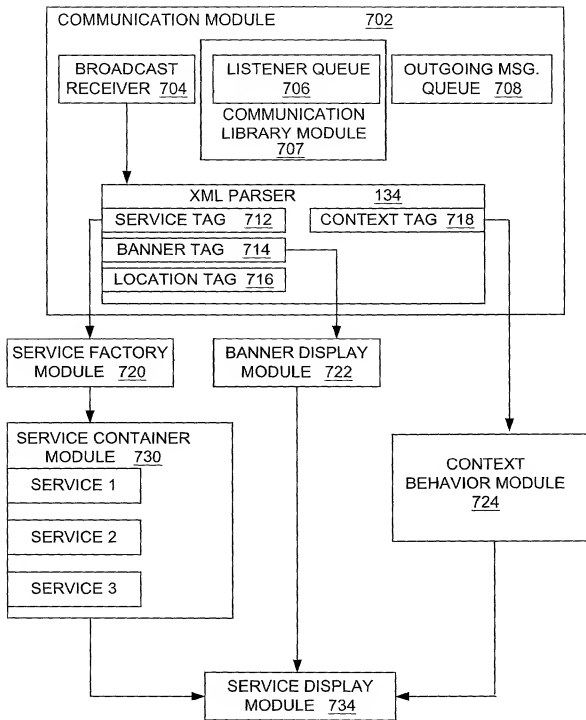 COMMUNICATION MODULE 702
BROADCAST
RECEIVER 704
LISTENER QUEUE
706
COMMUNICATION
LIBRARY MODULE
707
OUTGOING MSG.
QUEUE 708
XML PARSER 134
SERVICE TAG 712
CONTEXT TAG 718
BANNER TAG 714
LOCATION TAG 716
SERVICE FACTORY
MODULE 720
BANNER DISPLAY
MODULE 722
SERVICE CONTAINER
MODULE 730
SERVICE 1
SERVICE 2
SERVICE 3
CONTEXT
BEHAVIOR MODULE
724
SERVICE DISPLAY
MODULE 734